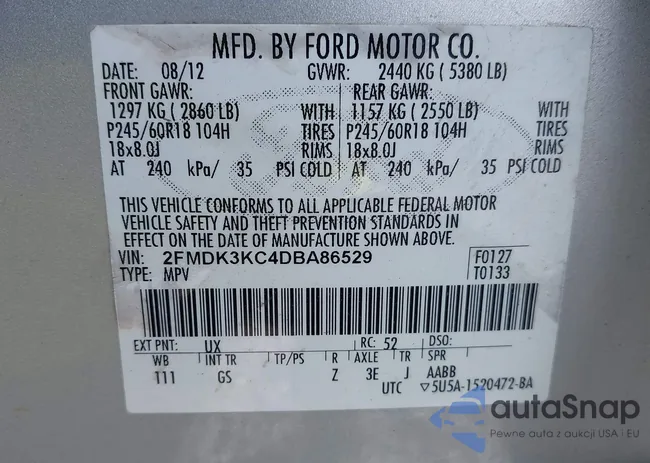 MFD. BY FORD MOTOR CO.
DATE: 08/12 GVWR: 2440 KG ( 5380 LB)
FRONT GAWR: REAR GAWR:
1297 KG ( 2860 LB) WITH 1157 KG ( 2550 LB) WITH
P245/60R18 104H TIRES P245/60R18 104H TIRES
18x8.0J RIMS 18x8.0J RIMS
AT 240 kPa/ 35 PSI COLD AT 240 kPa/ 35 PSI COLD
THIS VEHICLE CONFORMS TO ALL APPLICABLE FEDERAL MOTOR
VEHICLE SAFETY AND THEFT PREVENTION STANDARDS IN
EFFECT ON THE DATE OF MANUFACTURE SHOWN ABOVE.
VIN: 2FMDK3KC4DBA86529 F0127
TYPE: MPV T0133
EXT PNT: UX RC: 52 DSO:
WB INT TR TP/PS R AXLE TR SPR
111 GS Z 3E J AABB
UTC ▽5U5A-1520472-BA
autaSnap
Pewne auta z aukcji USA i EU